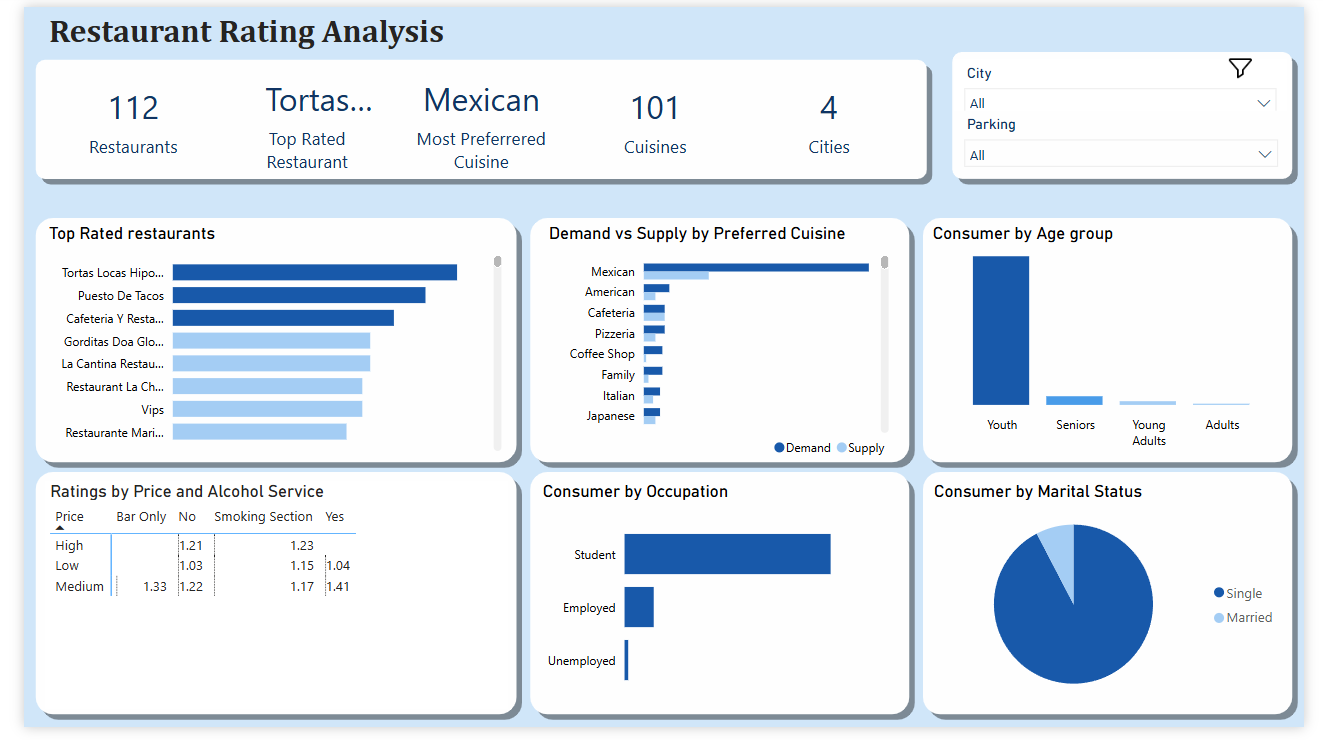 Restaurant Rating Analysis
112
Restaurants
Tortas...
Top Rated
Restaurant
Mexican
Most Preferrered
Cuisine
101
Cuisines
4
Cities
City
All
Parking
All
Top Rated restaurants
Tortas Locas Hipo...
Puesto De Tacos
Cafeteria Y Resta...
Gorditas Doa Glo...
La Cantina Restau...
Restaurant La Ch...
Vips
Restaurante Mari...
Demand vs Supply by Preferred Cuisine
Mexican
American
Cafeteria
Pizzeria
Coffee Shop
Family
Italian
Japanese
Demand Supply
Consumer by Age group
Youth
Seniors
Young
Adults
Adults
Ratings by Price and Alcohol Service
Price Bar Only No Smoking Section Yes
High 1.21 1.23
Low 1.03 1.15 1.04
Medium 1.33 1.22 1.17 1.41
Consumer by Occupation
Student
Employed
Unemployed
Consumer by Marital Status
Single
Married